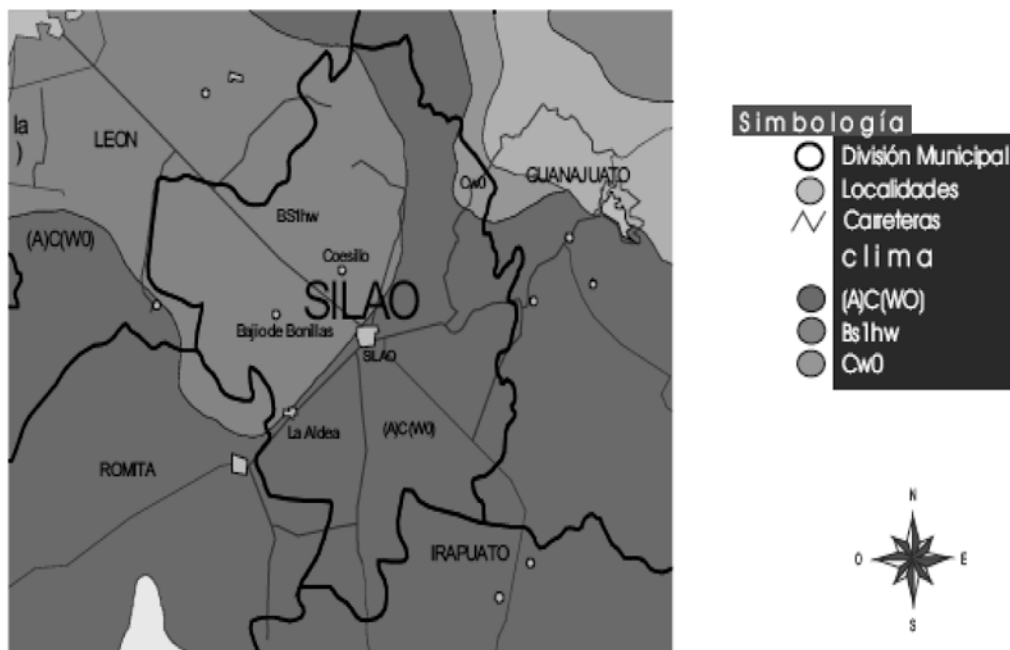 la
)
LEON
(A)C(W0)
BS1hw
Cw0
GUANAJUATO
Coesillo
SILAO
Bajio de Bonillas
SILAO
La Aldea
(A)C(W0)
ROMITA
IRAPUATO
Simbología
División Municipal
Localidades
Carreteras
clima
(A)C(WO)
Bs1hw
Cw0
N
O
E
S